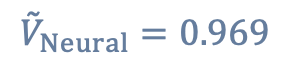 Ṽ_Neural = 0.969